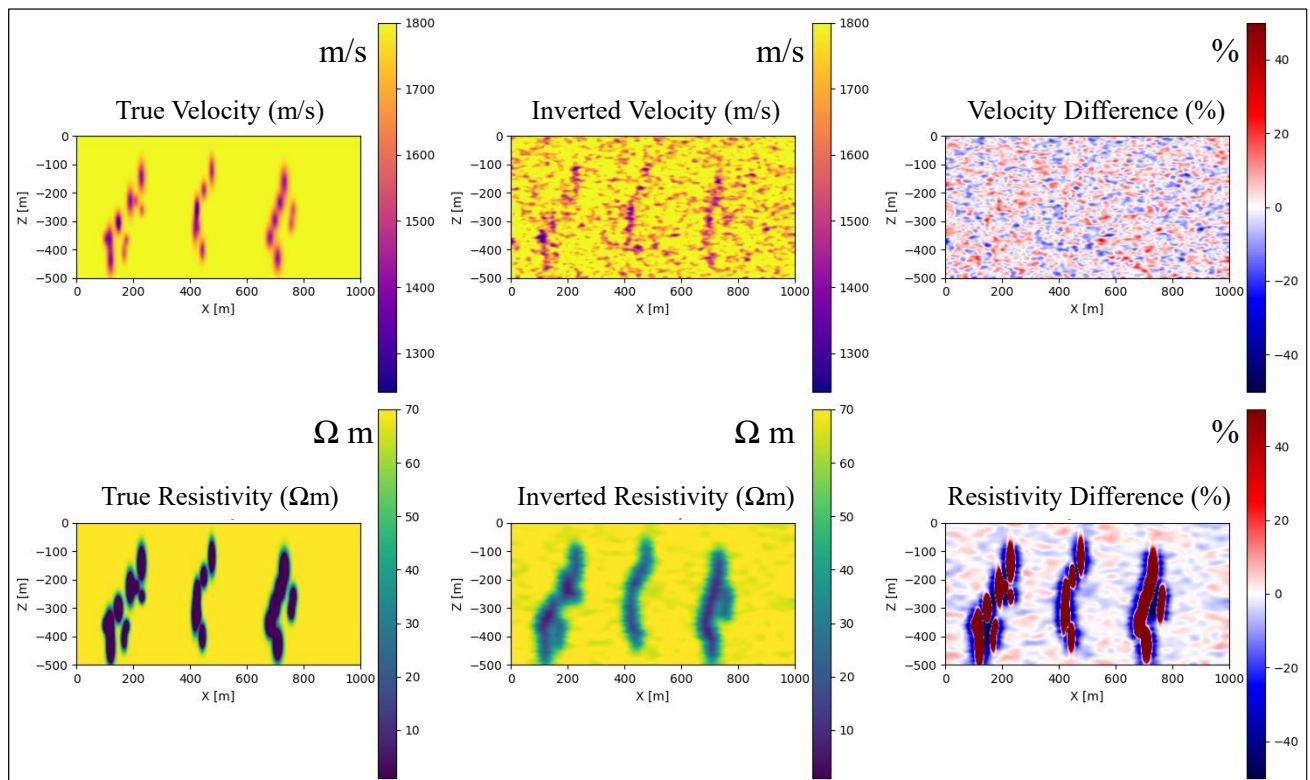 m/s
True Velocity (m/s)
1800
1700
1600
1500
1400
1300
0
−100
−200
−300
−400
−500
Z [m]
0 200 400 600 800 1000
X [m]
m/s
Inverted Velocity (m/s)
1800
1700
1600
1500
1400
1300
0
−100
−200
−300
−400
−500
Z [m]
0 200 400 600 800 1000
X [m]
%
Velocity Difference (%)
40
20
0
−20
−40
0
−100
−200
−300
−400
−500
Z [m]
0 200 400 600 800 1000
X [m]
Ω m
True Resistivity (Ωm)
70
60
50
40
30
20
10
0
−100
−200
−300
−400
−500
Z [m]
0 200 400 600 800 1000
X [m]
Ω m
Inverted Resistivity (Ωm)
70
60
50
40
30
20
10
0
−100
−200
−300
−400
−500
Z [m]
0 200 400 600 800 1000
X [m]
%
Resistivity Difference (%)
40
20
0
−20
−40
0
−100
−200
−300
−400
−500
Z [m]
0 200 400 600 800 1000
X [m]